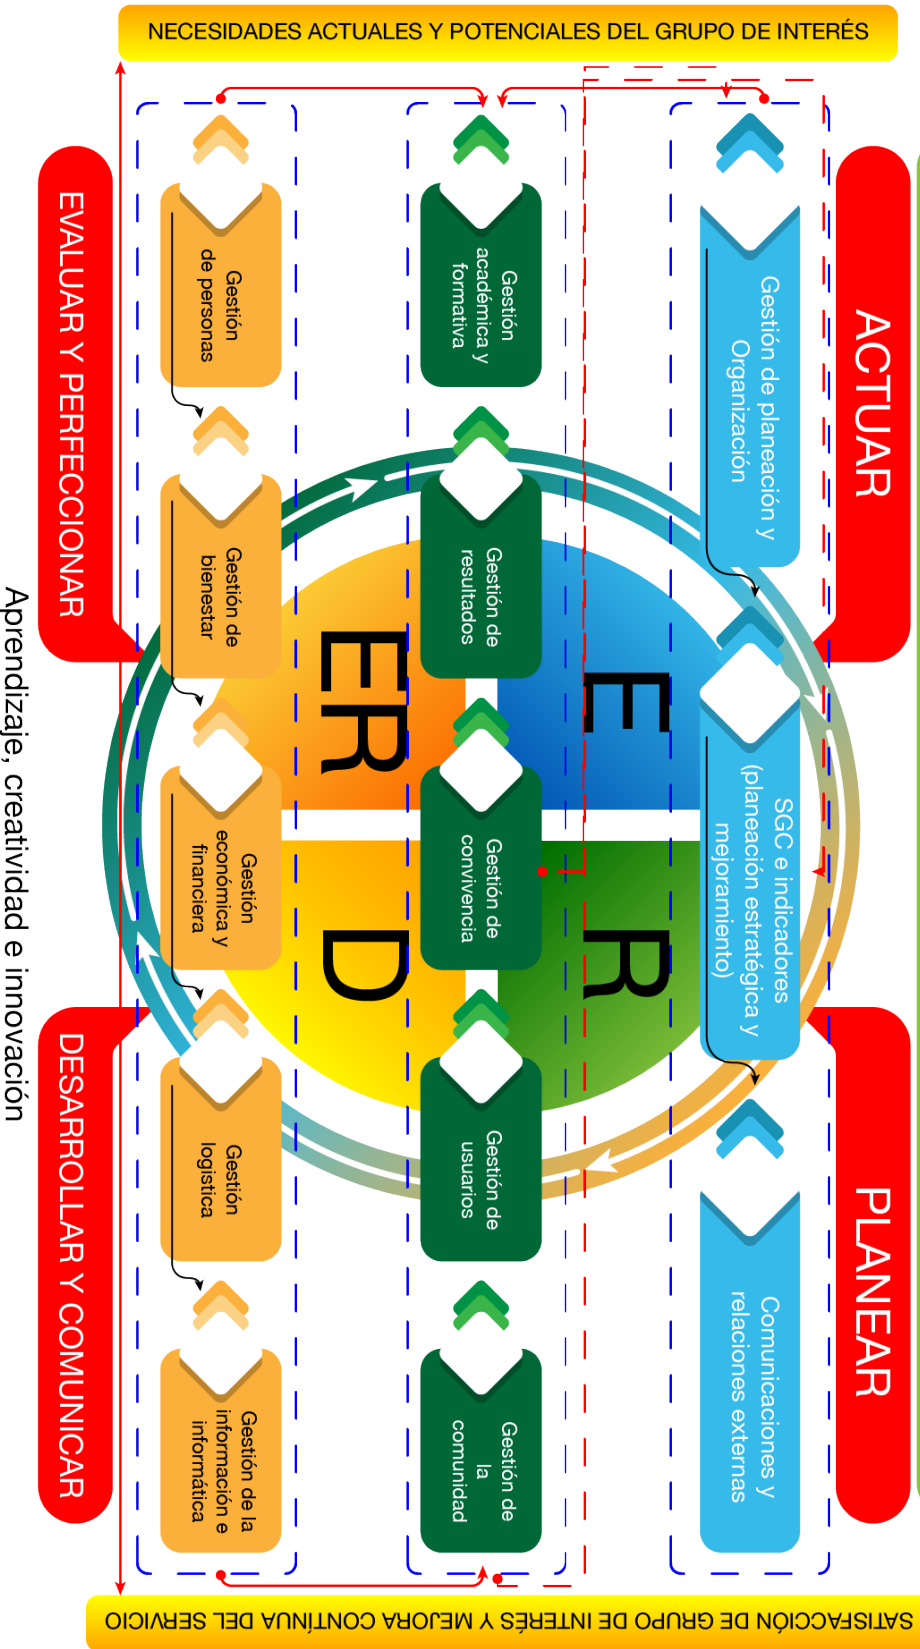 NECESIDADES ACTUALES Y POTENCIALES DEL GRUPO DE INTERÉS
ACTUAR
PLANEAR
Gestión de planeación y
Organización
SGC e indicadores
(planeación estratégica y
mejoramiento)
Comunicaciones y
relaciones externas
E
R
Gestión
académica y
formativa
Gestión de
resultados
Gestión de
convivencia
Gestión de
usuarios
Gestión de
la
comunidad
ER
D
Gestión
de personas
Gestión de
bienestar
Gestión
económica y
financiera
Gestión
logistica
Gestión de la
información e
informática
EVALUAR Y PERFECCIONAR
DESARROLLAR Y COMUNICAR
Aprendizaje, creatividad e innovación
SATISFACCIÓN DE GRUPO DE INTERÉS Y MEJORA CONTÍNUA DEL SERVICIO